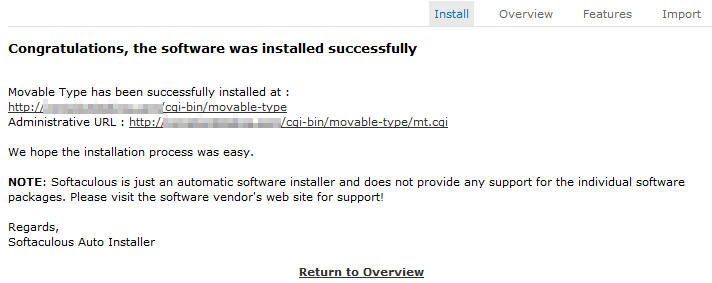 Install Overview Features Import
Congratulations, the software was installed successfully
Movable Type has been successfully installed at :
http:// /cgi-bin/movable-type
Administrative URL : http:// /cgi-bin/movable-type/mt.cgi
We hope the installation process was easy.
NOTE: Softaculous is just an automatic software installer and does not provide any support for the individual software
packages. Please visit the software vendor's web site for support!
Regards,
Softaculous Auto Installer
Return to Overview